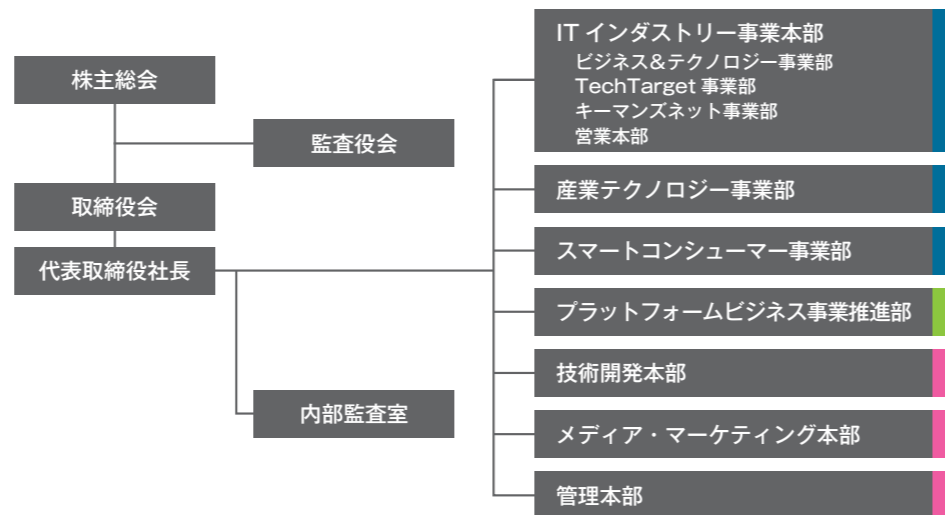 株主総会
監査役会
取締役会
代表取締役社長
内部監査室
IT インダストリー事業本部
ビジネス&テクノロジー事業部
TechTarget 事業部
キーマンズネット事業部
営業本部
産業テクノロジー事業部
スマートコンシューマー事業部
プラットフォームビジネス事業推進部
技術開発本部
メディア・マーケティング本部
管理本部